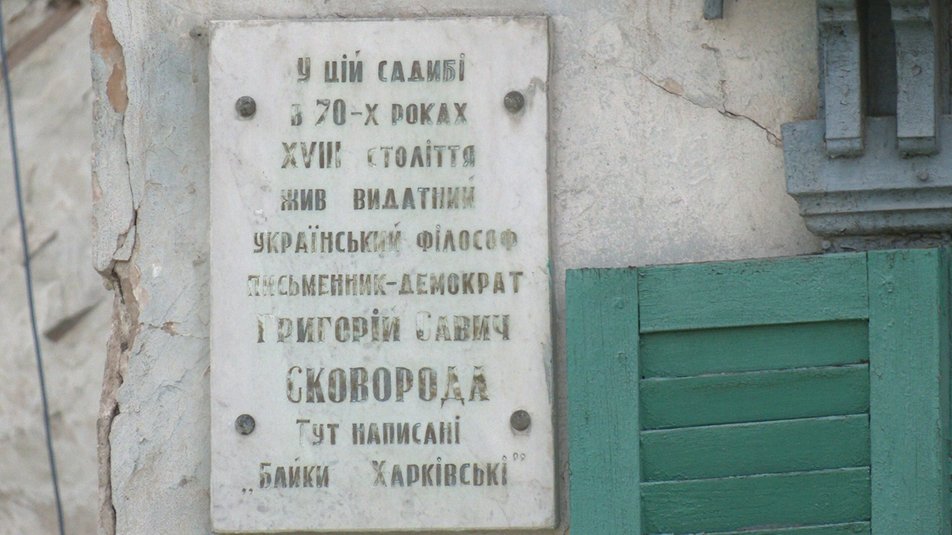 У ЦІЙ САДИБІ
В 70-Х РОКАХ
XVIII СТОЛІТТЯ
ЖИВ ВИДАТНИЙ
УКРАЇНСЬКИЙ ФІЛОСОФ
ПИСЬМЕННИК-ДЕМОКРАТ
ГРИГОРІЙ САВИЧ
СКОВОРОДА
ТУТ НАПИСАНІ
„БАЙКИ ХАРКІВСЬКІ”